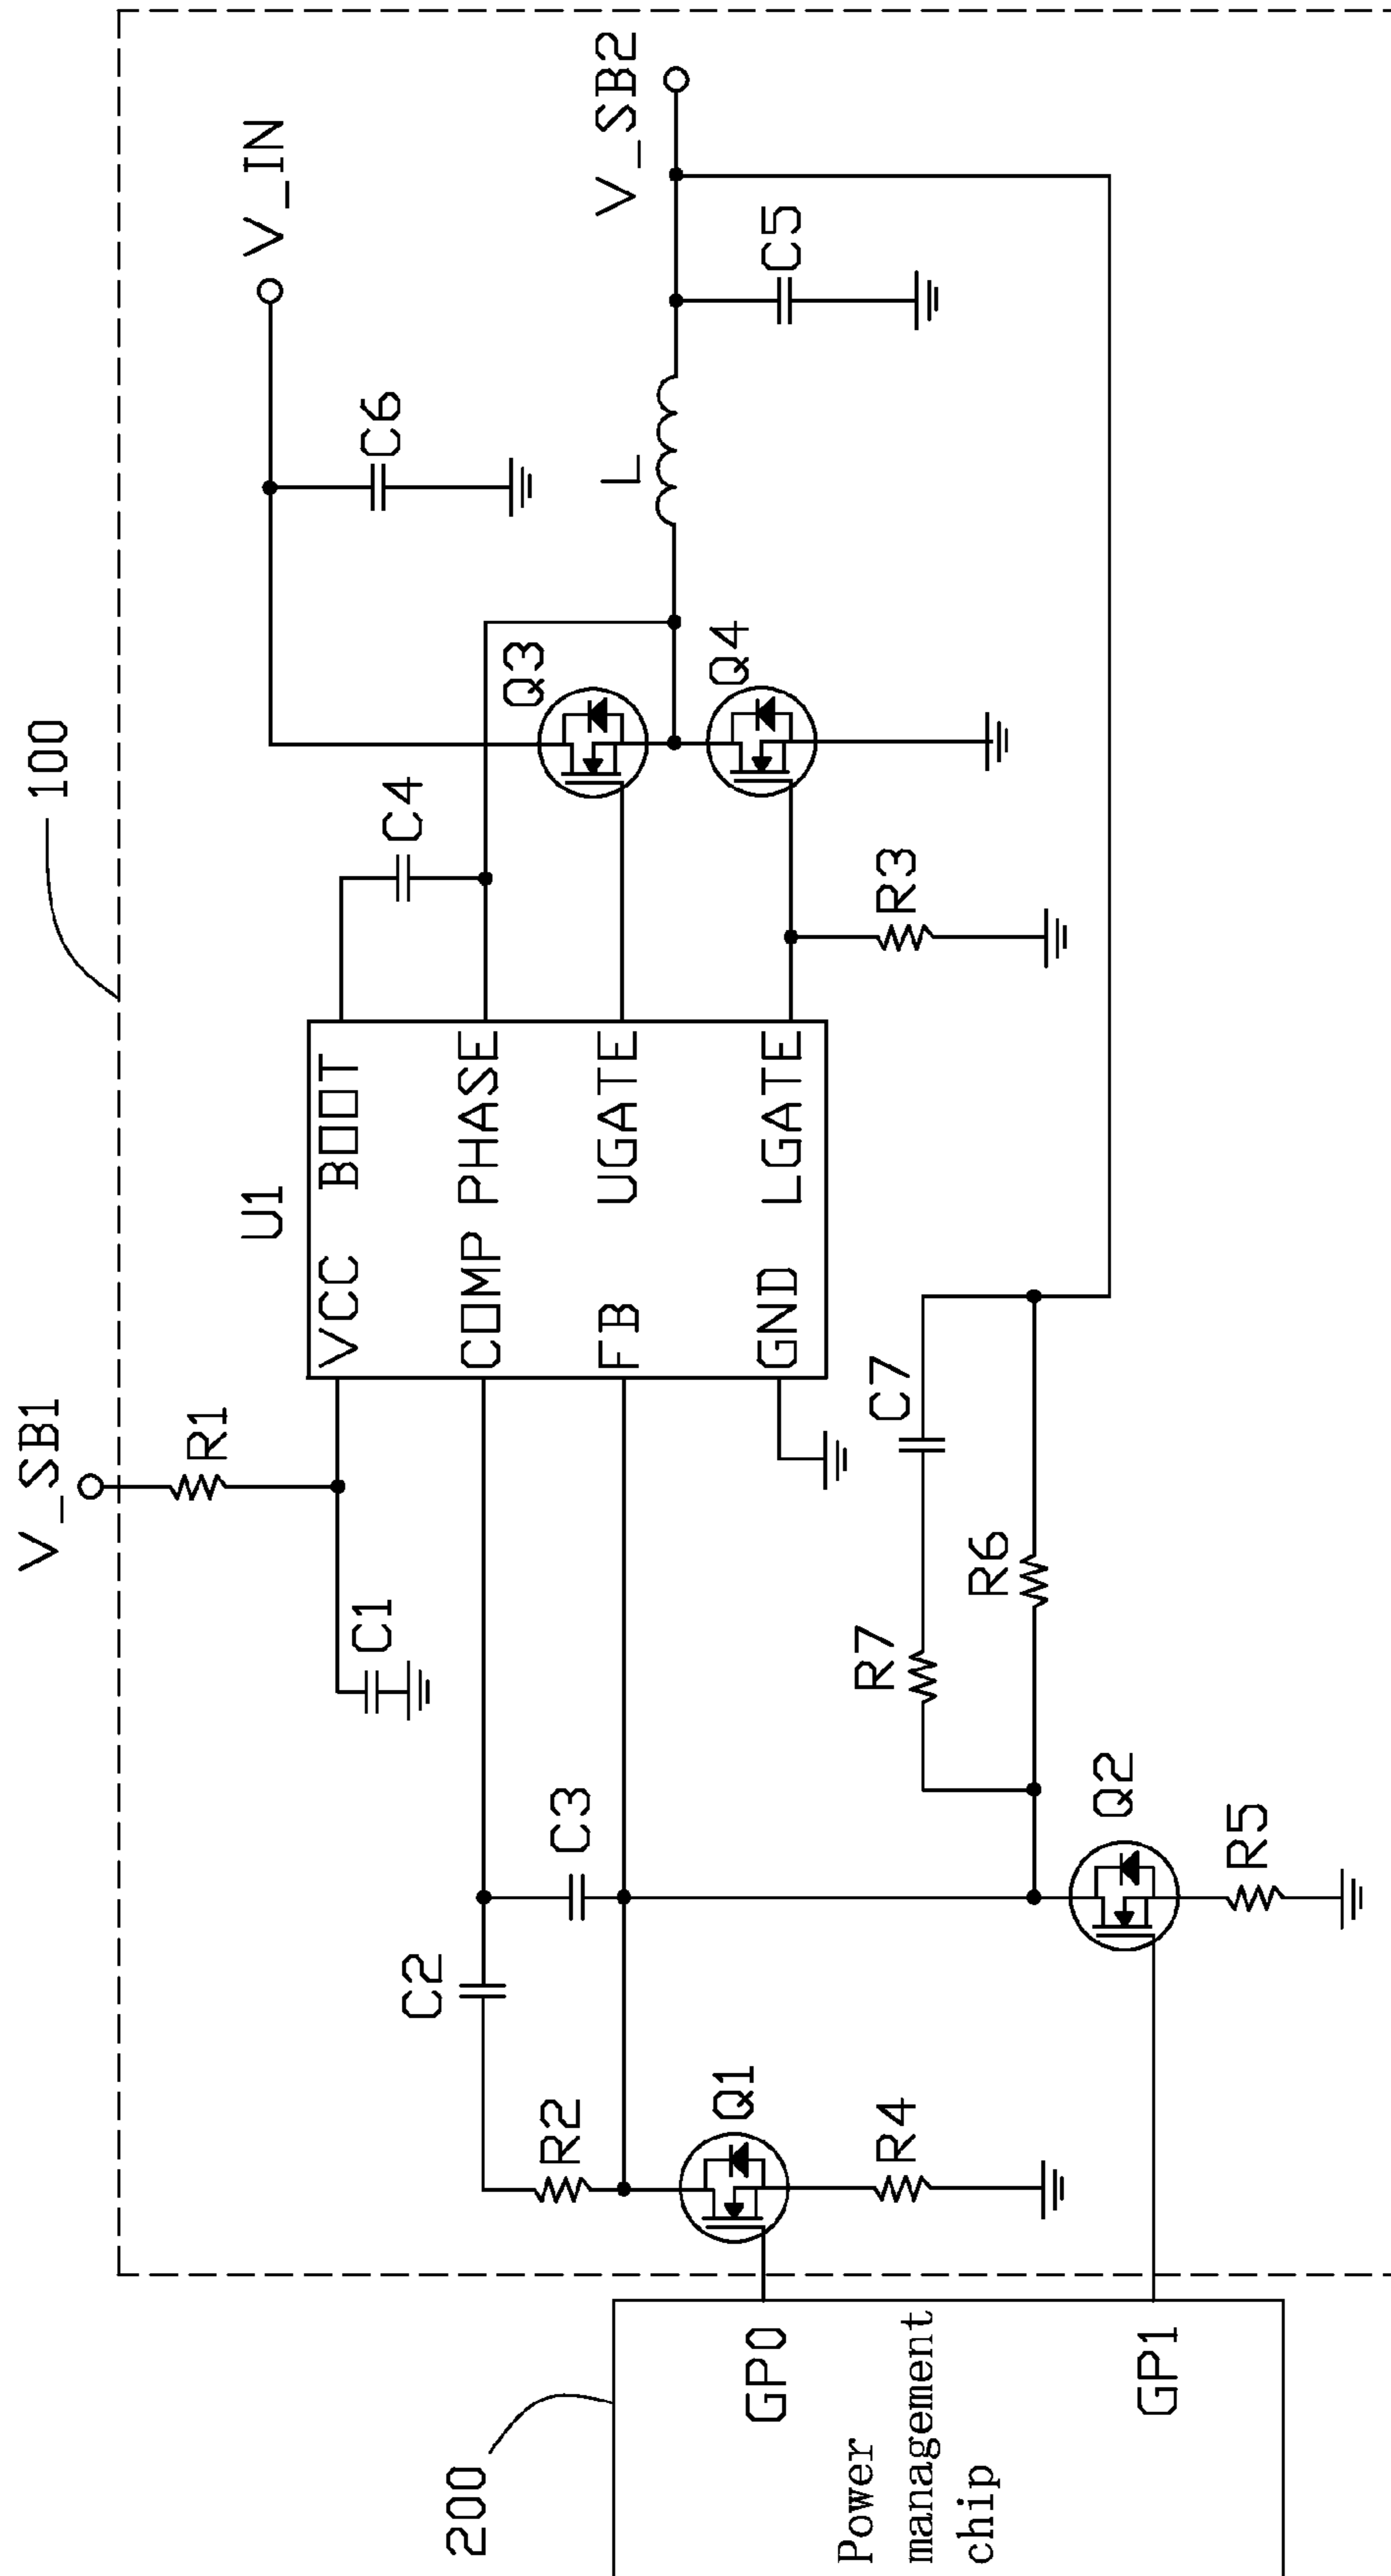 100
V_SB1
V_IN
R1
U1
C6
V_SB2
C1
VCC
BOOT
C4
C2
C3
COMP
PHASE
Q3
L
R2
FB
UGATE
Q4
C5
Q1
GND
LGATE
R3
R4
R7
C7
R6
Q2
R5
200
GP0
Power
management
chip
GP1